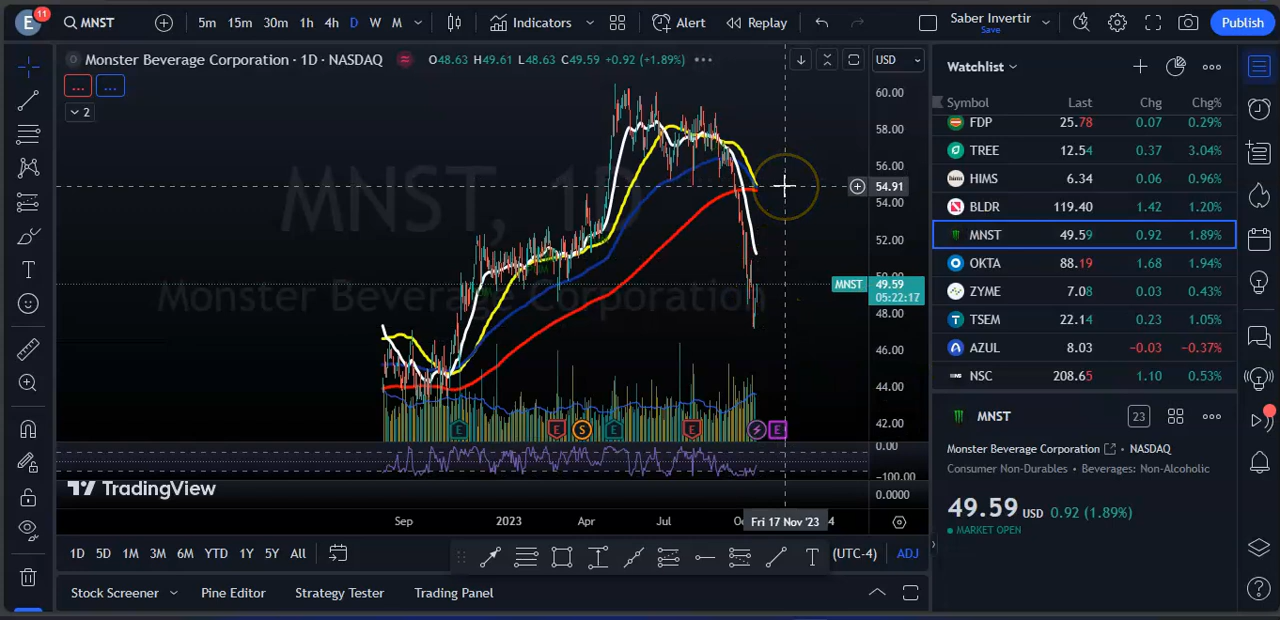 E 11 MNST 5m 15m 30m 1h 4h D W M Indicators Alert Replay Saber Invertir Save Publish
Monster Beverage Corporation · 1D · NASDAQ O48.63 H49.61 L48.63 C49.59 +0.92 (+1.89%) USD
... ...
2
MNST, 1D
Monster Beverage Corporation
60.00
58.00
56.00
54.91
54.00
52.00
50.00
MNST 49.59
05:22:17
48.00
46.00
44.00
42.00
E E S E E E
0.00
-100.00
0.0000
TradingView
Sep 2023 Apr Jul Fri 17 Nov '23 4
1D 5D 1M 3M 6M YTD 1Y 5Y All (UTC-4) ADJ
Stock Screener Pine Editor Strategy Tester Trading Panel
Watchlist
Symbol Last Chg Chg%
FDP 25.78 0.07 0.29%
TREE 12.54 0.37 3.04%
HIMS 6.34 0.06 0.96%
BLDR 119.40 1.42 1.20%
MNST 49.59 0.92 1.89%
OKTA 88.19 1.68 1.94%
ZYME 7.08 0.03 0.43%
TSEM 22.14 0.23 1.05%
AZUL 8.03 -0.03 -0.37%
NSC 208.65 1.10 0.53%
MNST 23
Monster Beverage Corporation • NASDAQ
Consumer Non-Durables • Beverages: Non-Alcoholic
49.59 USD 0.92 (1.89%)
MARKET OPEN